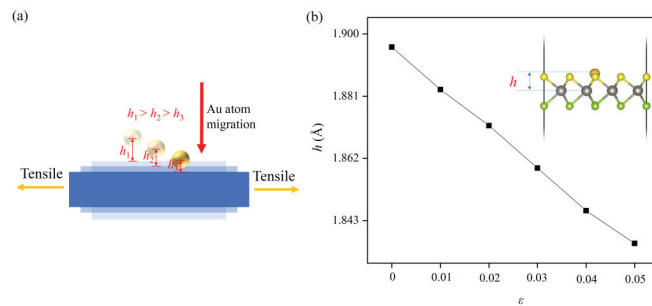 (a)
h₁ > h₂ > h₃
Au atom
migration
h₁
h₂
h₃
Tensile
Tensile
(b)
1.900
1.881
1.862
1.843
h (Å)
h
0
0.01
0.02
0.03
0.04
0.05
ε